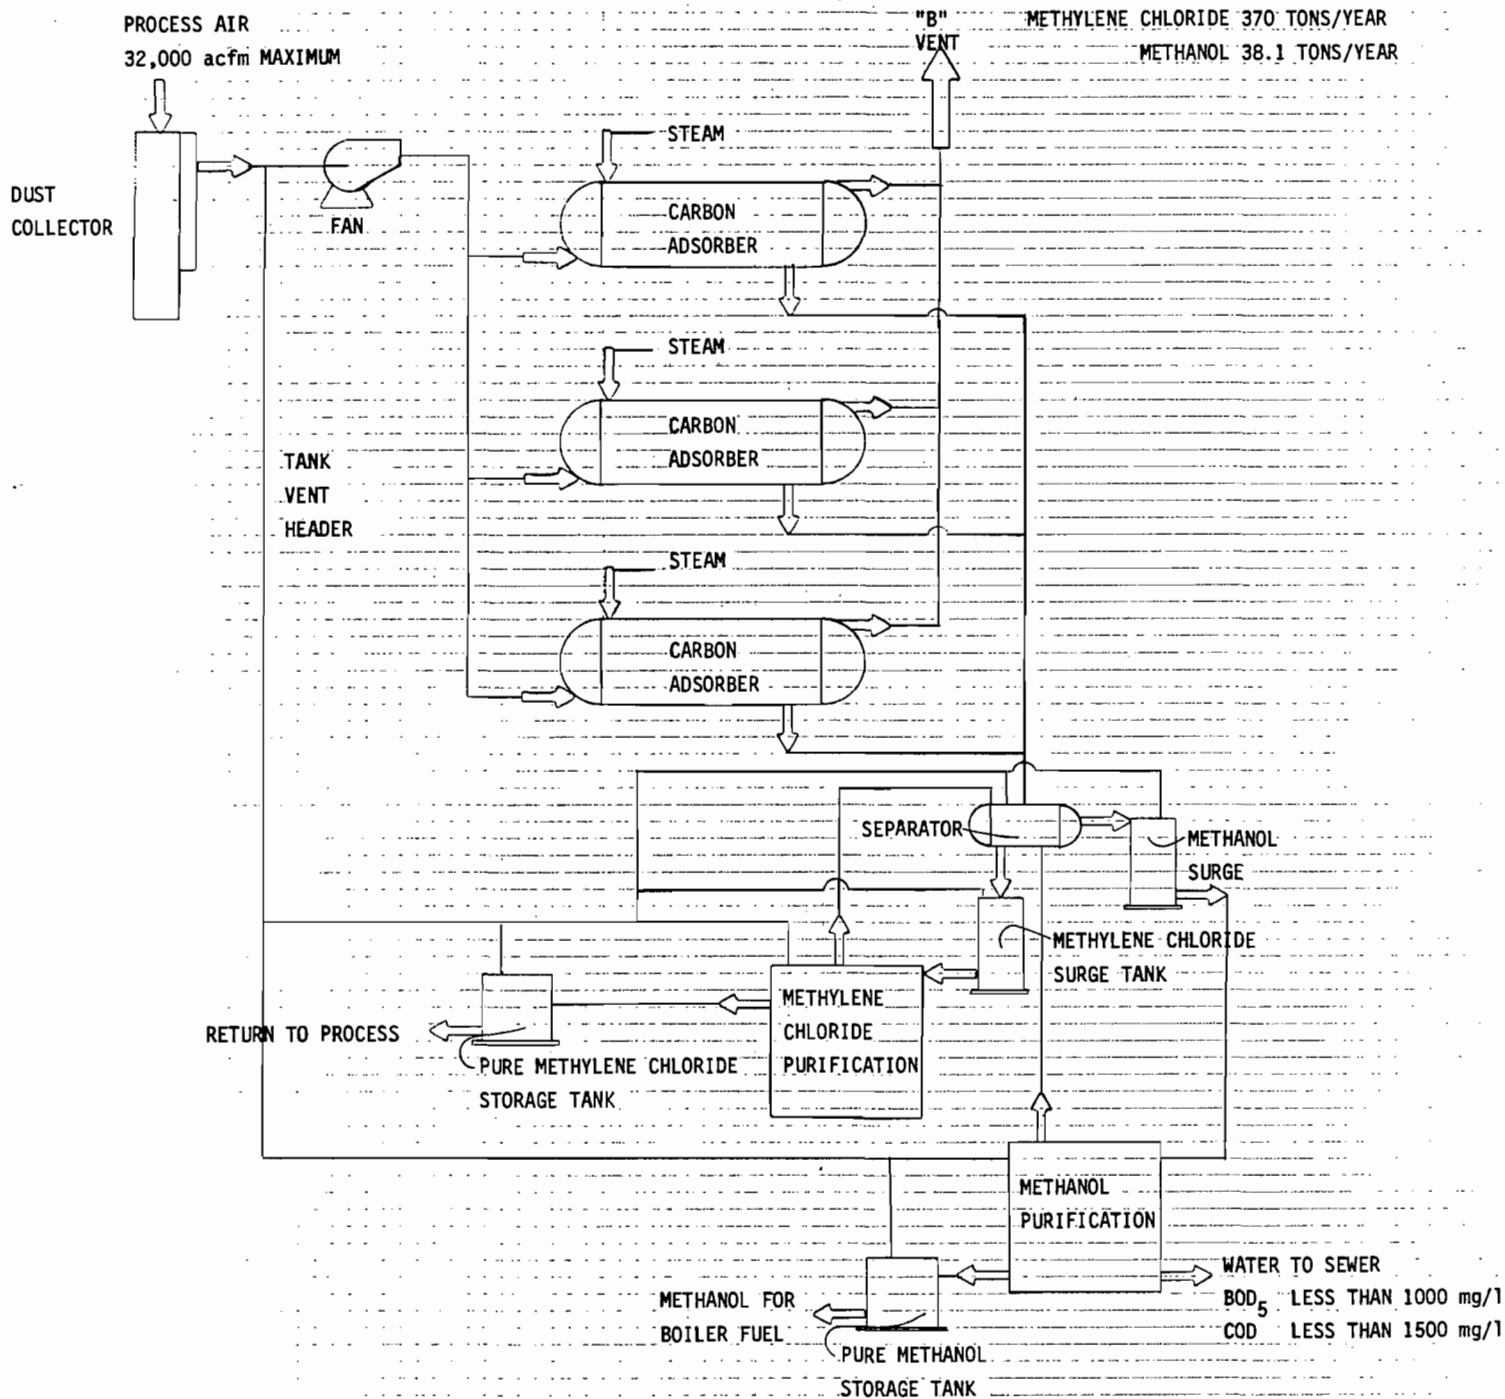 PROCESS AIR
32,000 acfm MAXIMUM
"B"
VENT
METHYLENE CHLORIDE 370 TONS/YEAR
METHANOL 38.1 TONS/YEAR
DUST
COLLECTOR
FAN
STEAM
CARBON
ADSORBER
STEAM
CARBON
ADSORBER
TANK
VENT
HEADER
STEAM
CARBON
ADSORBER
SEPARATOR
METHANOL
SURGE
METHYLENE CHLORIDE
SURGE TANK
METHYLENE
CHLORIDE
PURIFICATION
RETURN TO PROCESS
PURE METHYLENE CHLORIDE
STORAGE TANK
METHANOL
PURIFICATION
WATER TO SEWER
BOD5 LESS THAN 1000 mg/l
COD LESS THAN 1500 mg/l
METHANOL FOR
BOILER FUEL
PURE METHANOL
STORAGE TANK